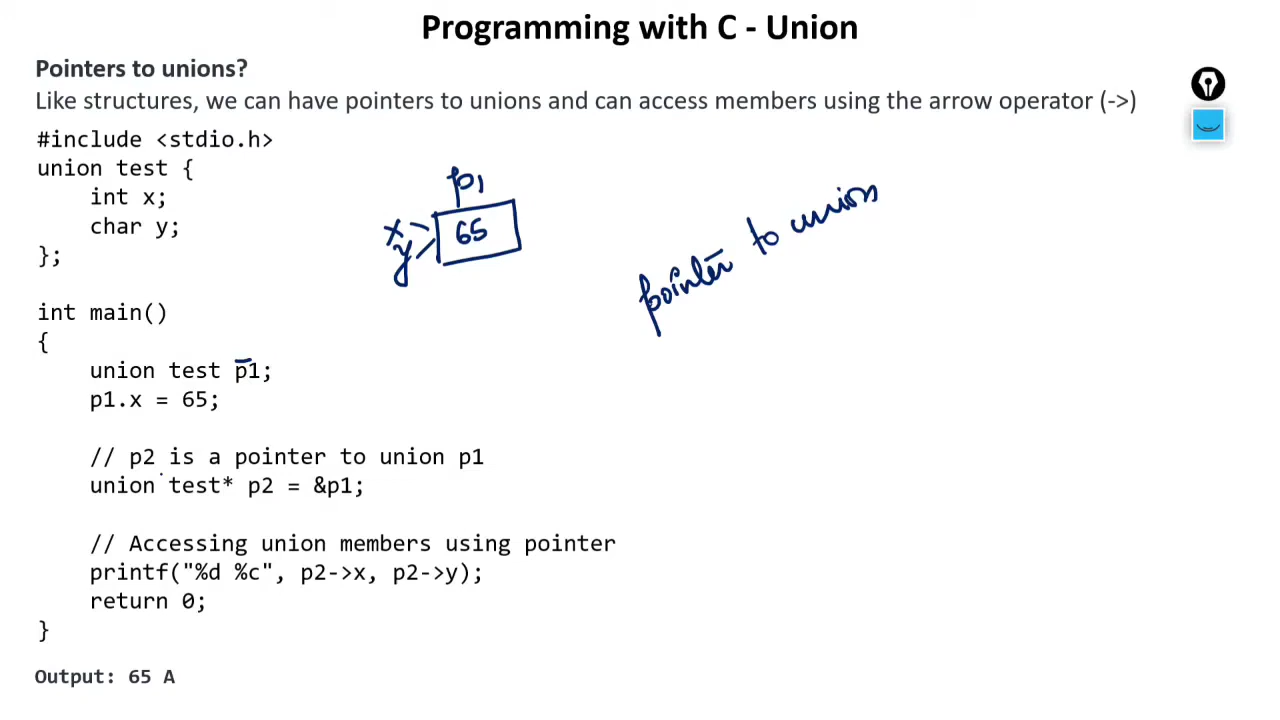 Programming with C - Union
Pointers to unions?
Like structures, we can have pointers to unions and can access members using the arrow operator (->)
#include <stdio.h>
union test {
    int x;
    char y;
};
p1
x
65
y
pointer to union
int main()
{
    union test p1;
    p1.x = 65;
    // p2 is a pointer to union p1
    union test* p2 = &p1;
    // Accessing union members using pointer
    printf("%d %c", p2->x, p2->y);
    return 0;
}
Output: 65 A